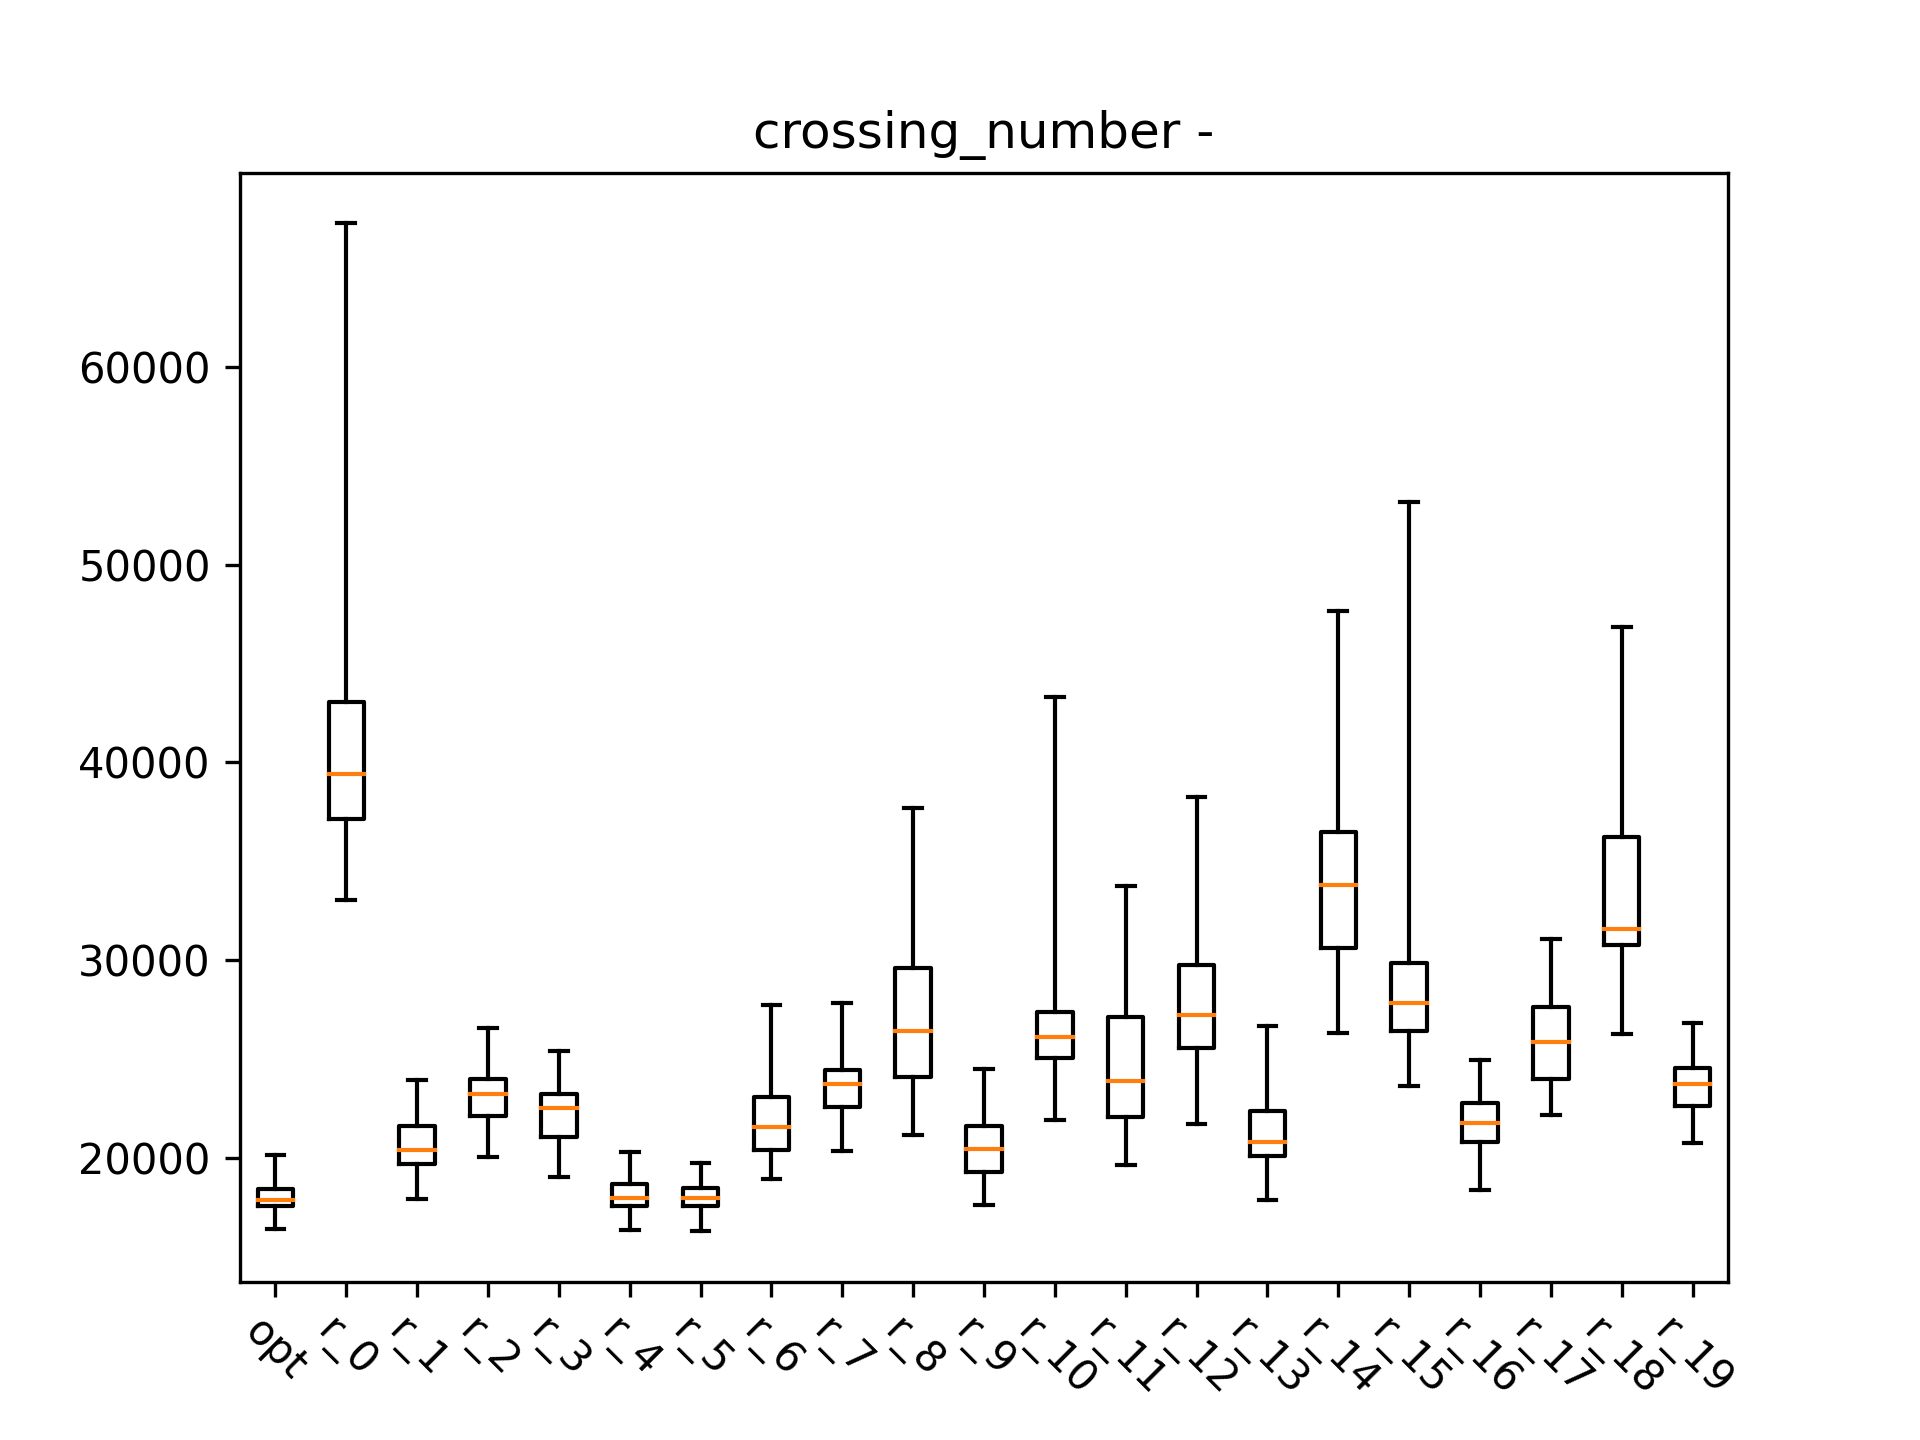 crossing_number -
60000
50000
40000
30000
20000
opt
r_0
r_1
r_2
r_3
r_4
r_5
r_6
r_7
r_8
r_9
r_10
r_11
r_12
r_13
r_14
r_15
r_16
r_17
r_18
r_19